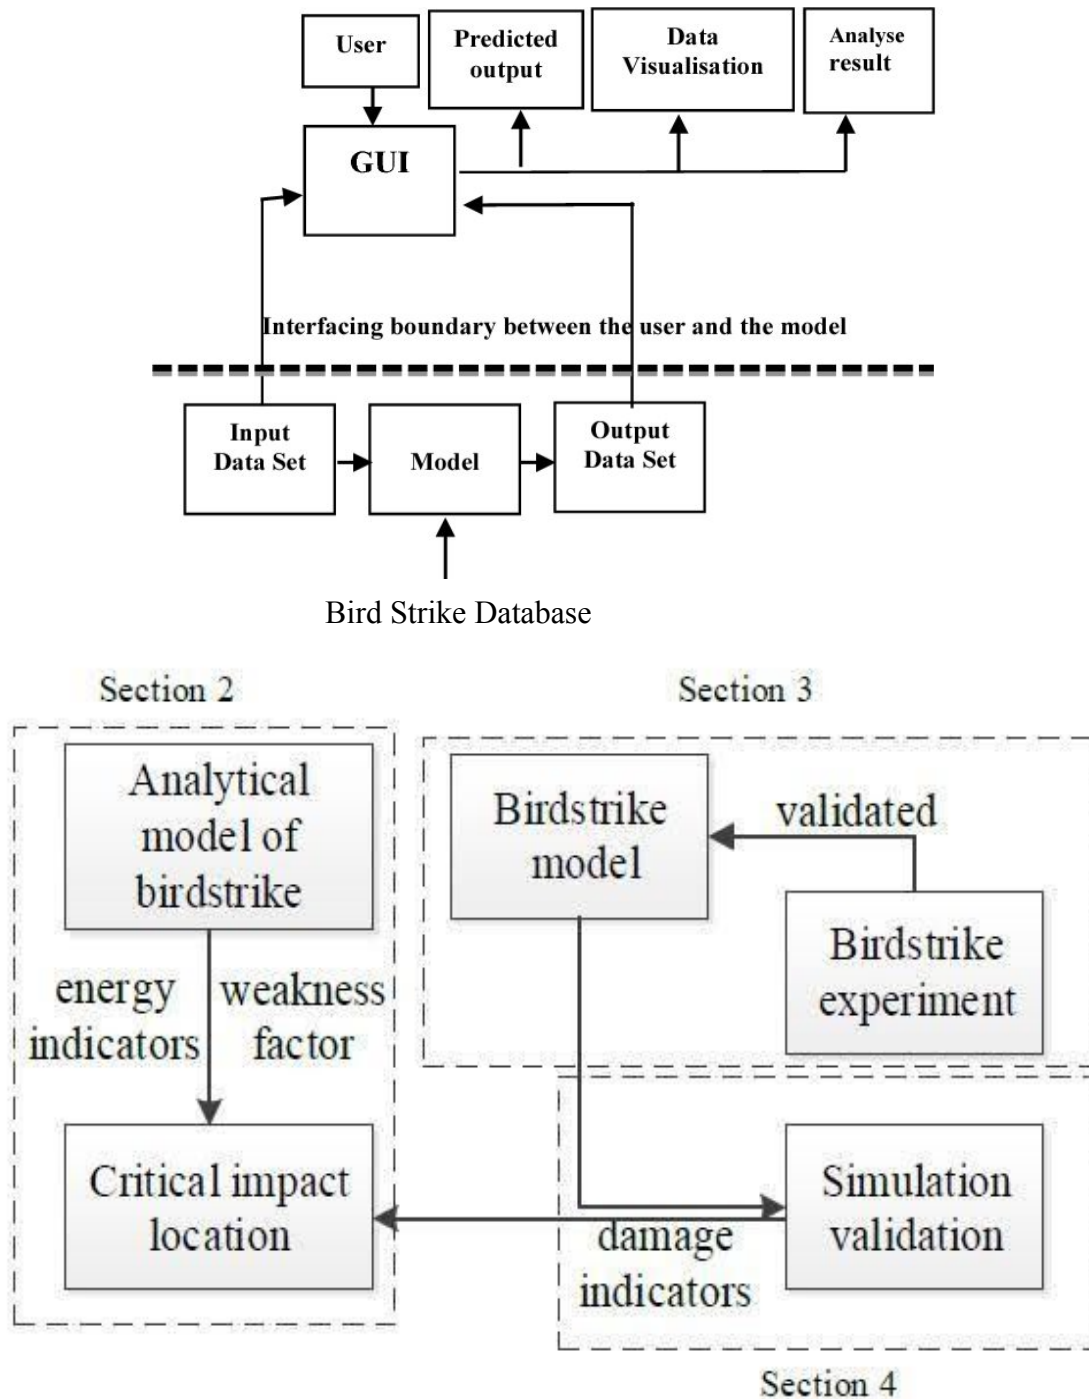 User
Predicted
output
Data
Visualisation
Analyse
result
GUI
Interfacing boundary between the user and the model
Input
Data Set
Model
Output
Data Set
Bird Strike Database
Section 2
Section 3
Analytical
model of
birdstrike
energy
indicators
weakness
factor
Critical impact
location
Birdstrike
model
validated
Birdstrike
experiment
Simulation
validation
damage
indicators
Section 4